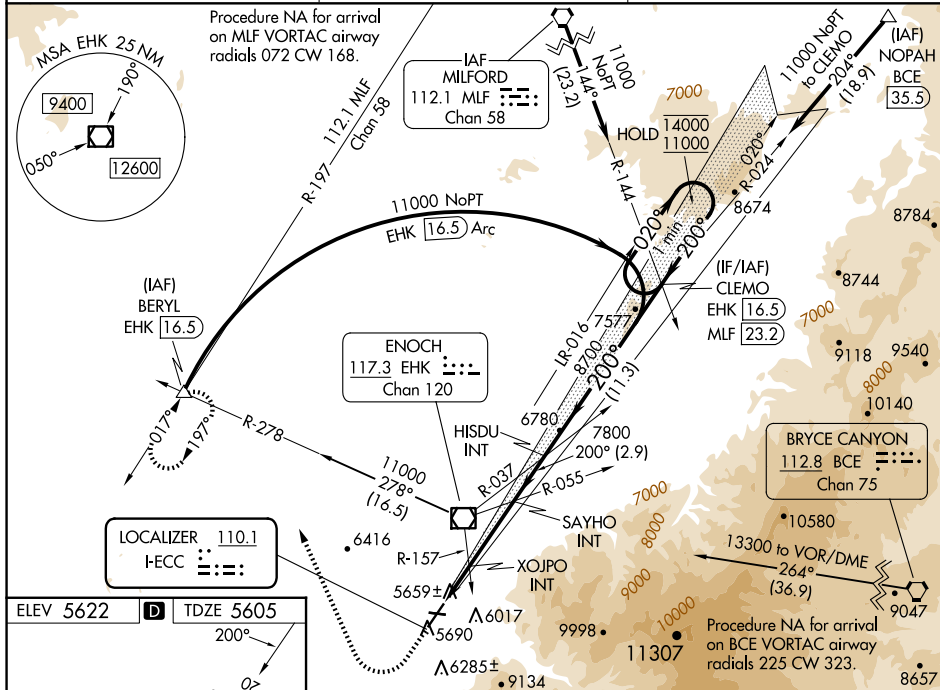 Procedure NA for arrival
on MLF VORTAC airway
radials 072 CW 168.
MSA EHK 25 NM
190°
9400
050°
12600
R-197
112.1 MLF
Chan 58
IAF
MILFORD
112.1 MLF
Chan 58
11000
NoPT
144°
(23.2)
R-144
7000
HOLD 14000
11000
020°
R-024
11000 NoPT
to CLEMO
204°
(18.9)
(IAF)
NOPAH
BCE
35.5
8674
8784
11000 NoPT
EHK 16.5 Arc
020°
1 min
200°
(IF/IAF)
CLEMO
EHK 16.5
MLF 23.2
8744
7000
(IAF)
BERYL
EHK 16.5
7577
LR-016
8700
200°
(11.3)
9118
9540
8000
10140
ENOCH
117.3 EHK
Chan 120
017°
197°
R-278
11000
278°
(16.5)
6780
HISDU
INT
R-037
7800
200° (2.9)
R-055
BRYCE CANYON
112.8 BCE
Chan 75
7000
8000
9000
10000
10580
SAYHO
INT
13300 to VOR/DME
264°
(36.9)
9047
LOCALIZER 110.1
I-ECC
6416
R-157
XOJPO
INT
5659±
5690
6017
6285±
9134
9998
11307
Procedure NA for arrival
on BCE VORTAC airway
radials 225 CW 323.
8657
ELEV 5622 D TDZE 5605
200°
07